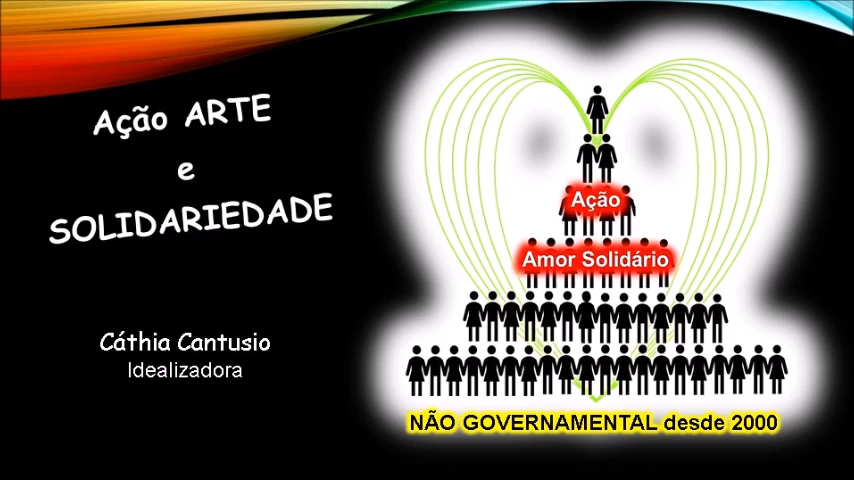 Ação ARTE
e
SOLIDARIEDADE
Cáthia Cantusio
Idealizadora
Ação
Amor Solidário
NÃO GOVERNAMENTAL desde 2000